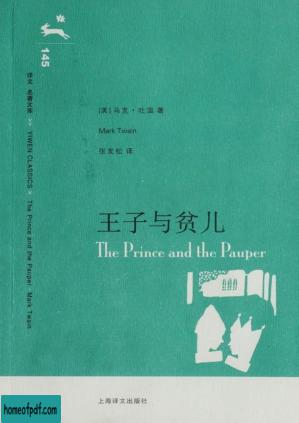 145
译文 名著文库 >> YIWEN CLASSICS × The Prince and the Pauper Mark Twain
[美] 马克·吐温 著
Mark Twain
张友松 译
王子与贫儿
The Prince and the Pauper
上海译文出版社
homeofpdf.com